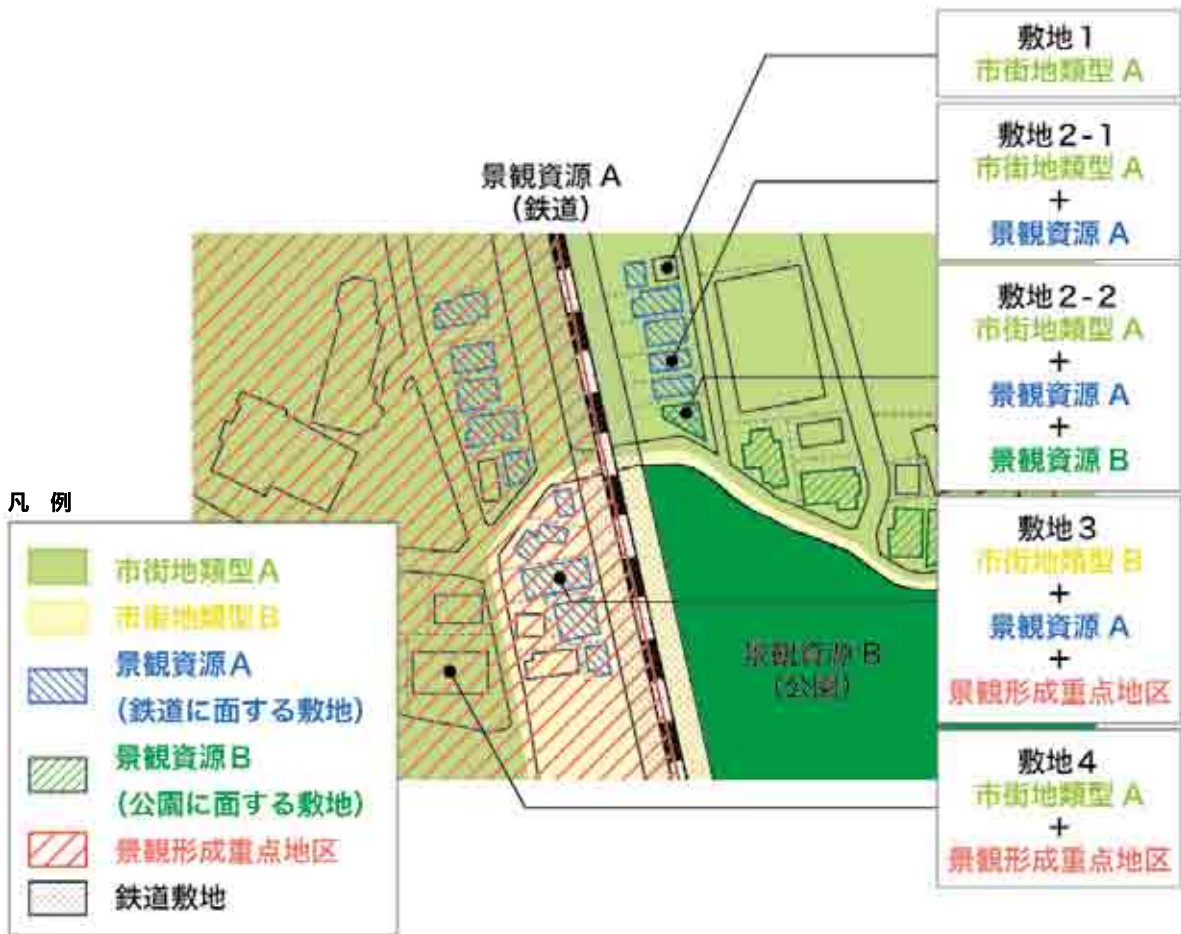 敷地1
市街地類型 A
敷地2-1
市街地類型 A
+
景観資源 A
敷地2-2
市街地類型 A
+
景観資源 A
+
景観資源 B
敷地3
市街地類型 B
+
景観資源 A
+
景観形成重点地区
敷地4
市街地類型 A
+
景観形成重点地区
景観資源 A
(鉄道)
景観資源 B
(公園)
凡 例
市街地類型A
市街地類型B
景観資源A
(鉄道に面する敷地)
景観資源B
(公園に面する敷地)
景観形成重点地区
鉄道敷地